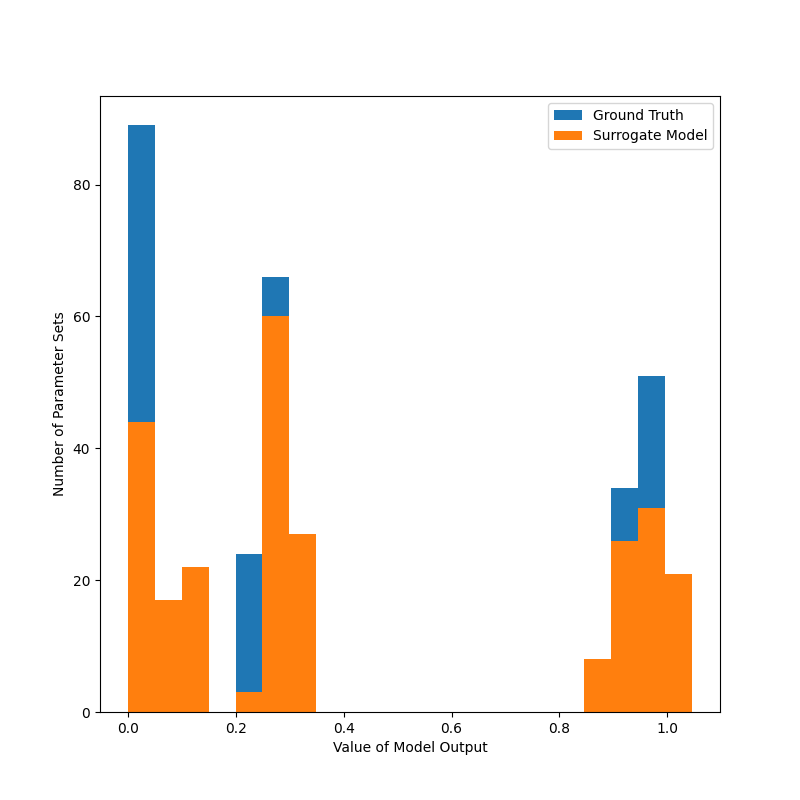 Ground Truth
Surrogate Model
80
60
40
20
0
Number of Parameter Sets
0.0 0.2 0.4 0.6 0.8 1.0
Value of Model Output